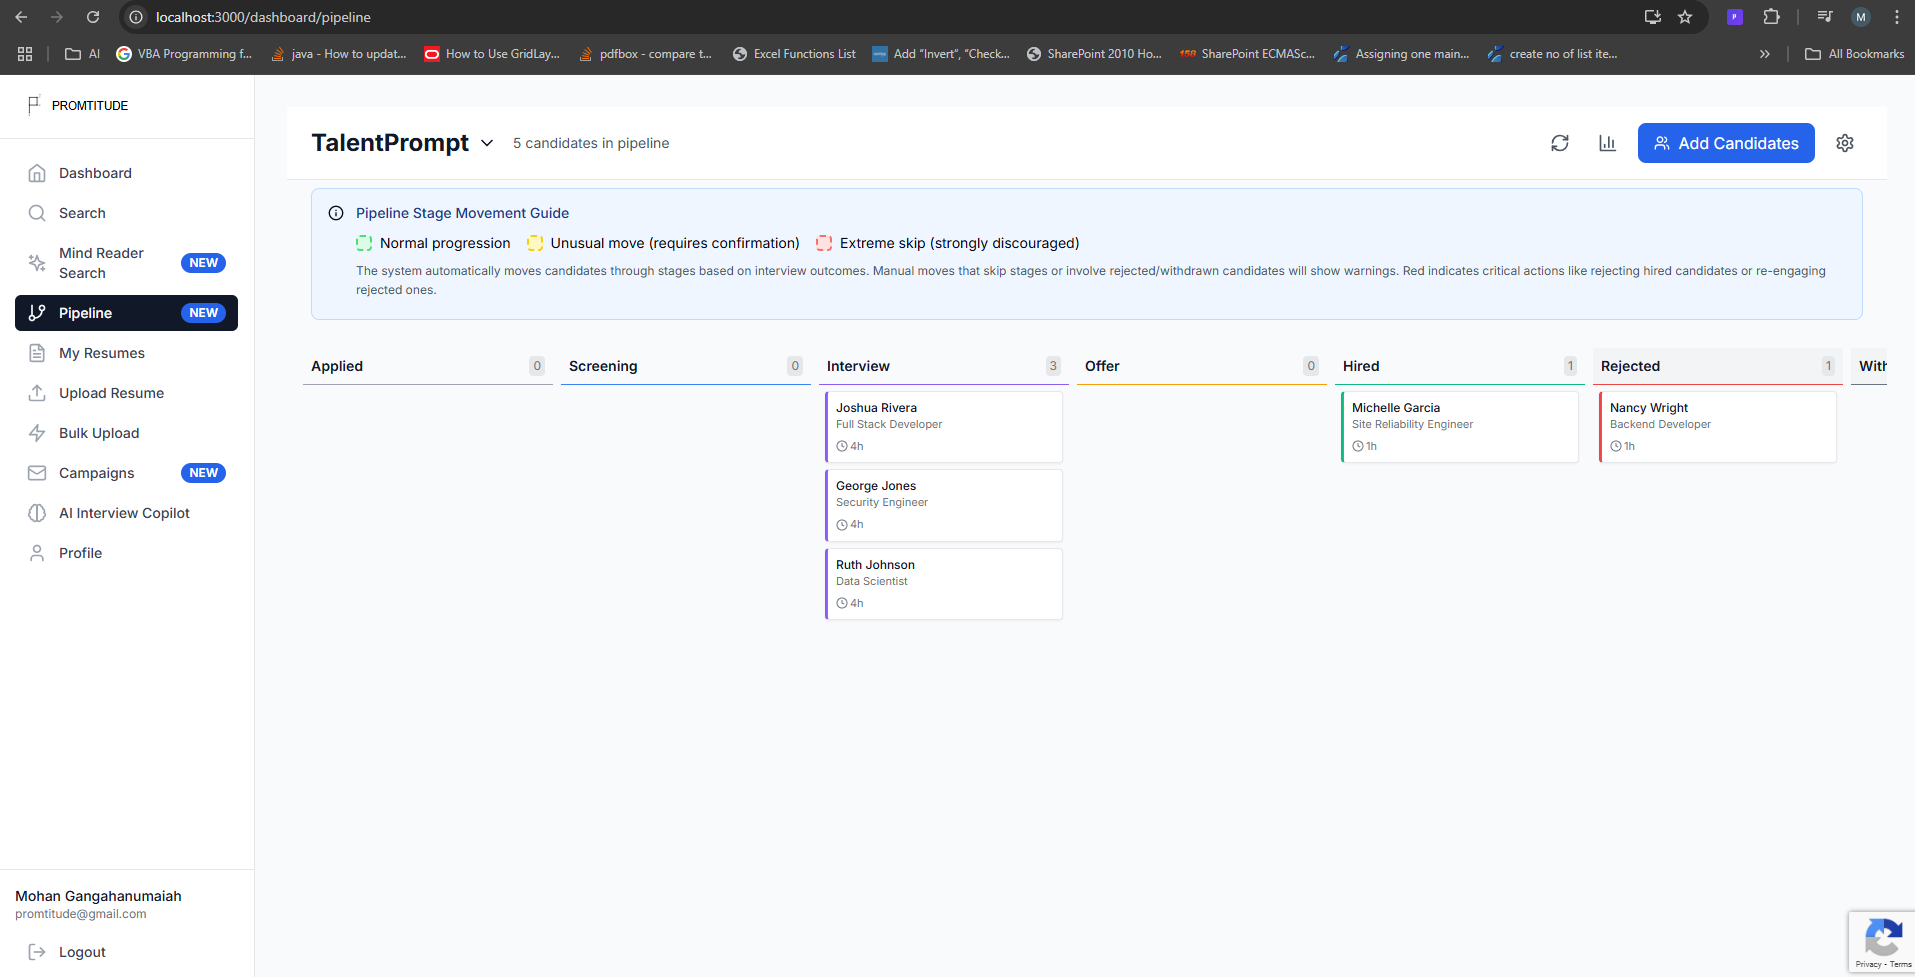 localhost:3000/dashboard/pipeline
M
AI
VBA Programming f...
java - How to updat...
How to Use GridLay...
pdfbox - compare t...
Excel Functions List
Add "Invert", "Check...
SharePoint 2010 Ho...
158 SharePoint ECMASc...
Assigning one main...
create no of list ite...
All Bookmarks
PROMTITUDE
Dashboard
Search
Mind Reader
Search
NEW
Pipeline
NEW
My Resumes
Upload Resume
Bulk Upload
Campaigns
NEW
AI Interview Copilot
Profile
Mohan Gangahanumaiah
promtitude@gmail.com
Logout
TalentPrompt
5 candidates in pipeline
Add Candidates
Pipeline Stage Movement Guide
Normal progression
Unusual move (requires confirmation)
Extreme skip (strongly discouraged)
The system automatically moves candidates through stages based on interview outcomes. Manual moves that skip stages or involve rejected/withdrawn candidates will show warnings. Red indicates critical actions like rejecting hired candidates or re-engaging
rejected ones.
Applied 0
Screening 0
Interview 3
Joshua Rivera
Full Stack Developer
4h
George Jones
Security Engineer
4h
Ruth Johnson
Data Scientist
4h
Offer 0
Hired 1
Michelle Garcia
Site Reliability Engineer
1h
Rejected 1
Nancy Wright
Backend Developer
1h
With
Privacy - Terms